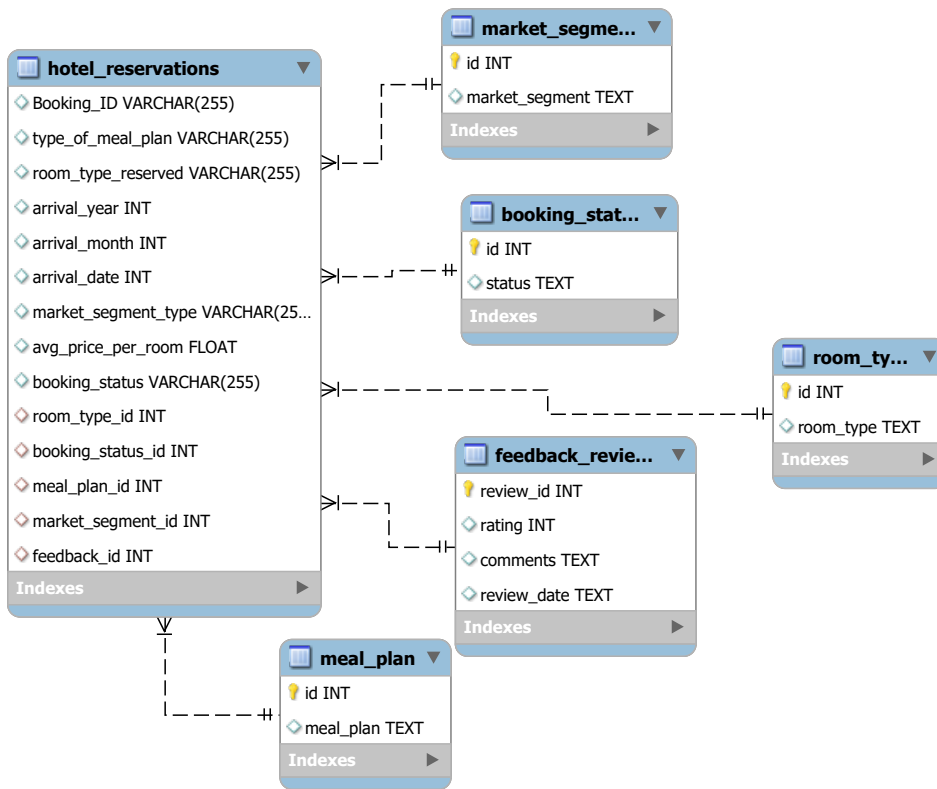 hotel_reservations
Booking_ID VARCHAR(255)
type_of_meal_plan VARCHAR(255)
room_type_reserved VARCHAR(255)
arrival_year INT
arrival_month INT
arrival_date INT
market_segment_type VARCHAR(25...
avg_price_per_room FLOAT
booking_status VARCHAR(255)
room_type_id INT
booking_status_id INT
meal_plan_id INT
market_segment_id INT
feedback_id INT
Indexes
market_segme...
id INT
market_segment TEXT
Indexes
booking_stat...
id INT
status TEXT
Indexes
room_ty...
id INT
room_type TEXT
Indexes
feedback_revie...
review_id INT
rating INT
comments TEXT
review_date TEXT
Indexes
meal_plan
id INT
meal_plan TEXT
Indexes